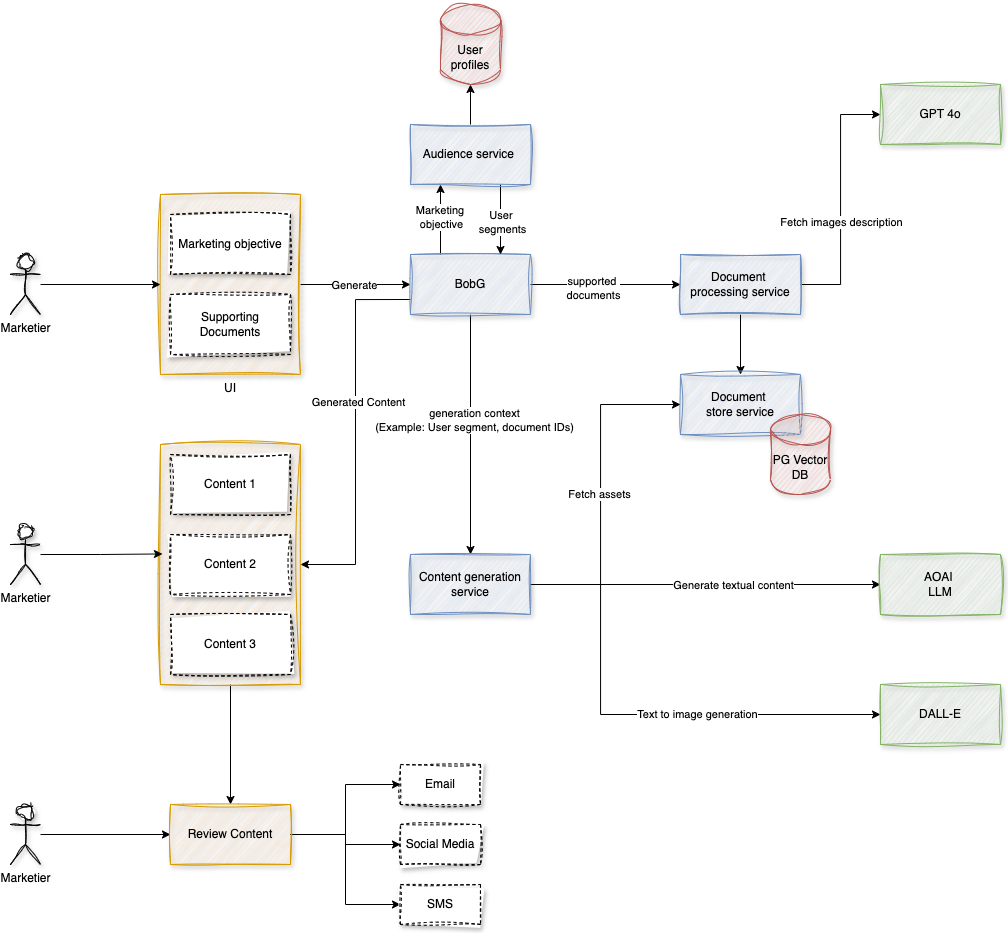 User
profiles
GPT 4o
Audience service
Marketing
objective
User
segments
Marketing objective
Supporting
Documents
UI
Marketier
Generate
BobG
supported
documents
Document
processing service
Fetch images description
Generated Content
generation context
(Example: User segment, document IDs)
Document
store service
PG Vector
DB
Fetch assets
Content 1
Content 2
Content 3
Marketier
Content generation
service
Generate textual content
AOAI
LLM
Text to image generation
DALL-E
Email
Review Content
Social Media
SMS
Marketier